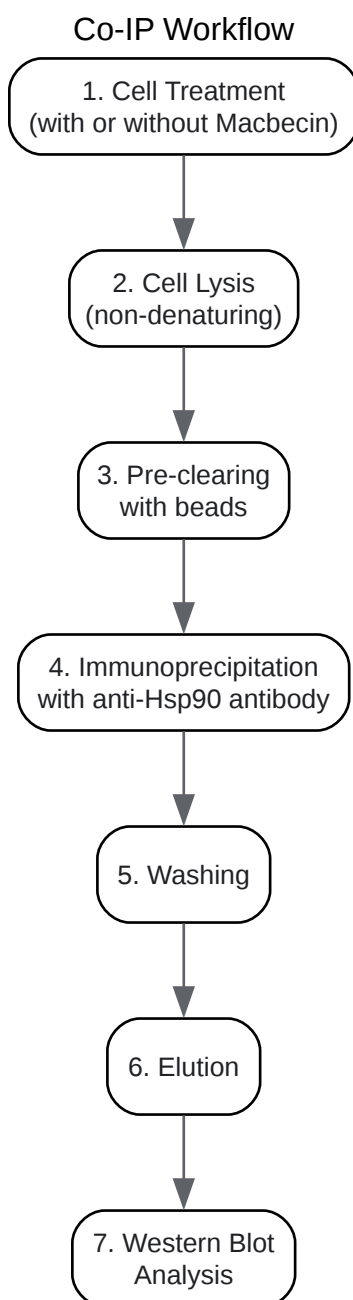 Co-IP Workflow
1. Cell Treatment
(with or without Macbecin)
2. Cell Lysis
(non-denaturing)
3. Pre-clearing
with beads
4. Immunoprecipitation
with anti-Hsp90 antibody
5. Washing
6. Elution
7. Western Blot
Analysis